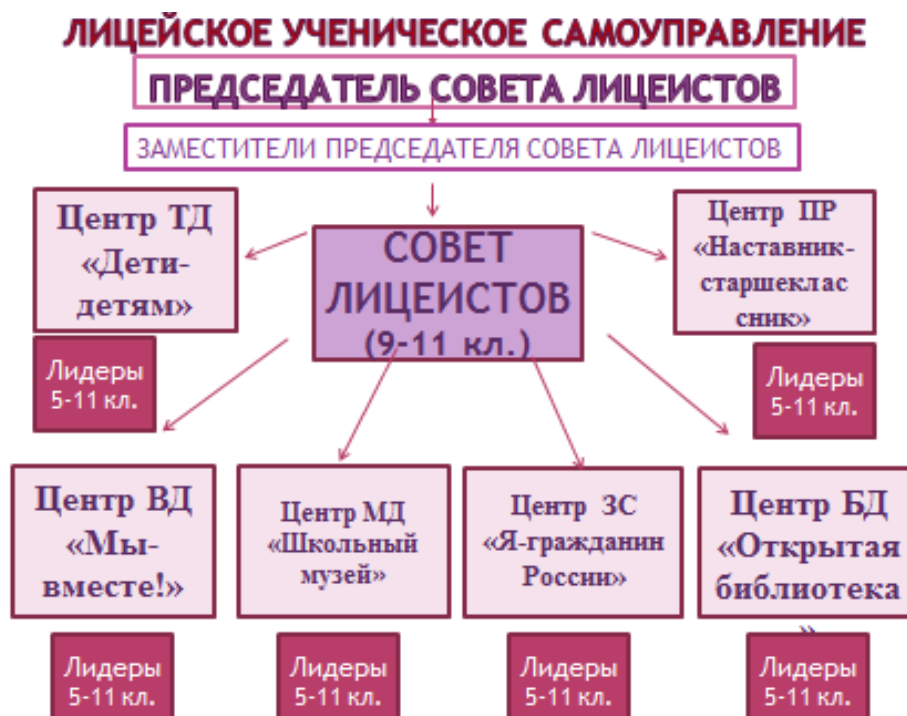 ЛИЦЕЙСКОЕ УЧЕНИЧЕСКОЕ САМОУПРАВЛЕНИЕ
ПРЕДСЕДАТЕЛЬ СОВЕТА ЛИЦЕИСТОВ
ЗАМЕСТИТЕЛИ ПРЕДСЕДАТЕЛЯ СОВЕТА ЛИЦЕИСТОВ
Центр ТД
«Дети-
детям»
Лидеры
5-11 кл.
СОВЕТ
ЛИЦЕИСТОВ
(9-11 кл.)
Центр ПР
«Наставник-
старшеклас
сник»
Лидеры
5-11 кл.
Центр ВД
«Мы-
вместе!»
Лидеры
5-11 кл.
Центр МД
«Школьный
музей»
Лидеры
5-11 кл.
Центр ЗС
«Я-гражданин
России»
Лидеры
5-11 кл.
Центр БД
«Открытая
библиотека
»
Лидеры
5-11 кл.